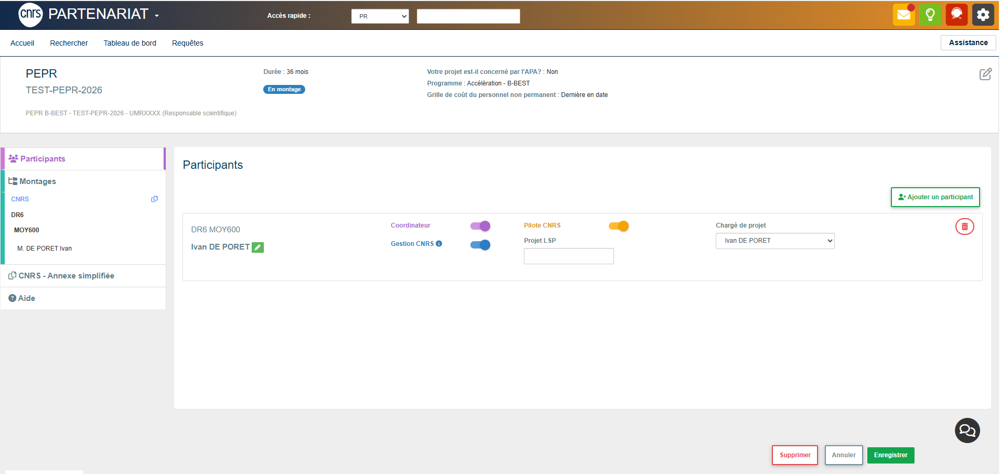 cnrs PARTENARIAT
Accès rapide :
PR
Accueil
Rechercher
Tableau de bord
Requêtes
Assistance
PEPR
TEST-PEPR-2026
PEPR B-BEST - TEST-PEPR-2026 - UMRXXXX (Responsable scientifique)
Durée : 36 mois
En montage
Votre projet est-il concerné par l'APA? : Non
Programme : Accélération - B-BEST
Grille de coût du personnel non permanent : Dernière en date
Participants
Montages
CNRS
DR6
MOY600
M. DE PORET Ivan
CNRS - Annexe simplifiée
Aide
Participants
Ajouter un participant
DR6 MOY600
Ivan DE PORET
Coordinateur
Gestion CNRS
Pilote CNRS
Projet LSP
Chargé de projet
Ivan DE PORET
Supprimer
Annuler
Enregistrer